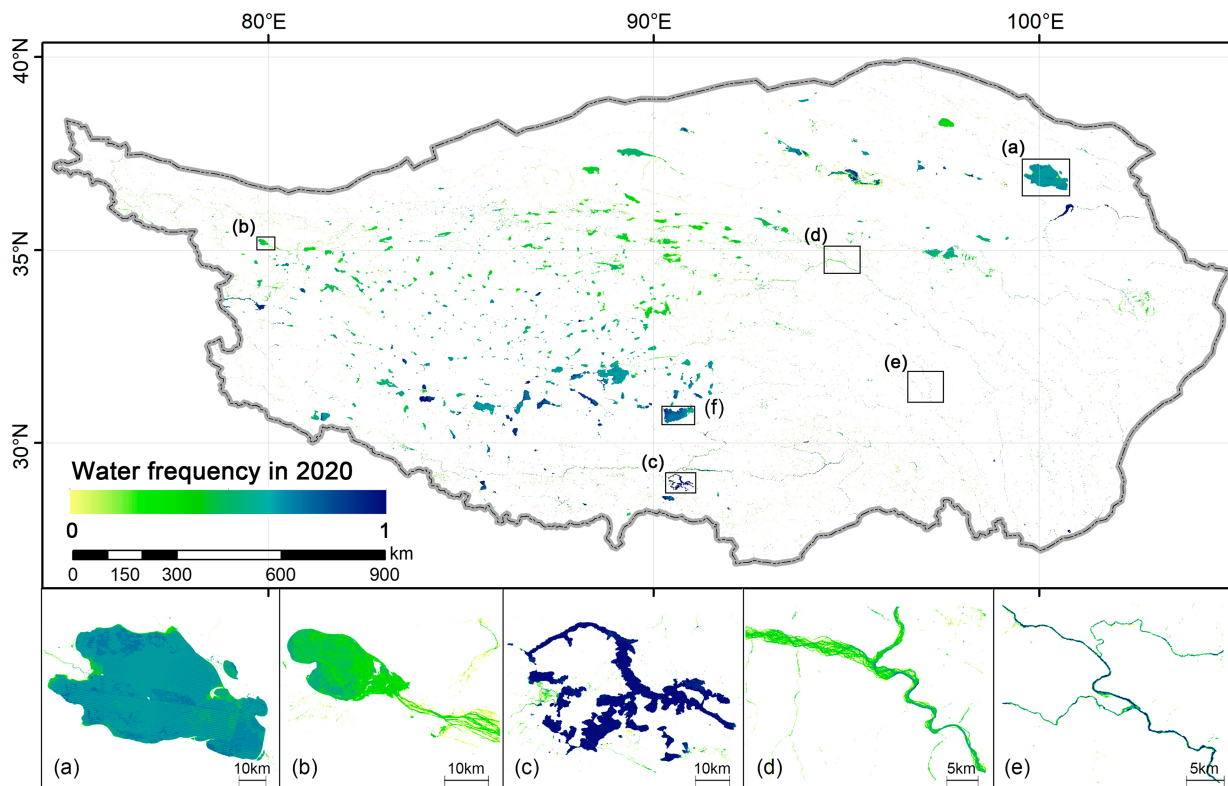 80°E 90°E 100°E
40°N
(a)
(b)
(d)
35°N
(e)
(f)
30°N
(c)
Water frequency in 2020
0 1
km
0 150 300 600 900
(a) 10km
(b) 10km
(c) 10km
(d) 5km
(e) 5km